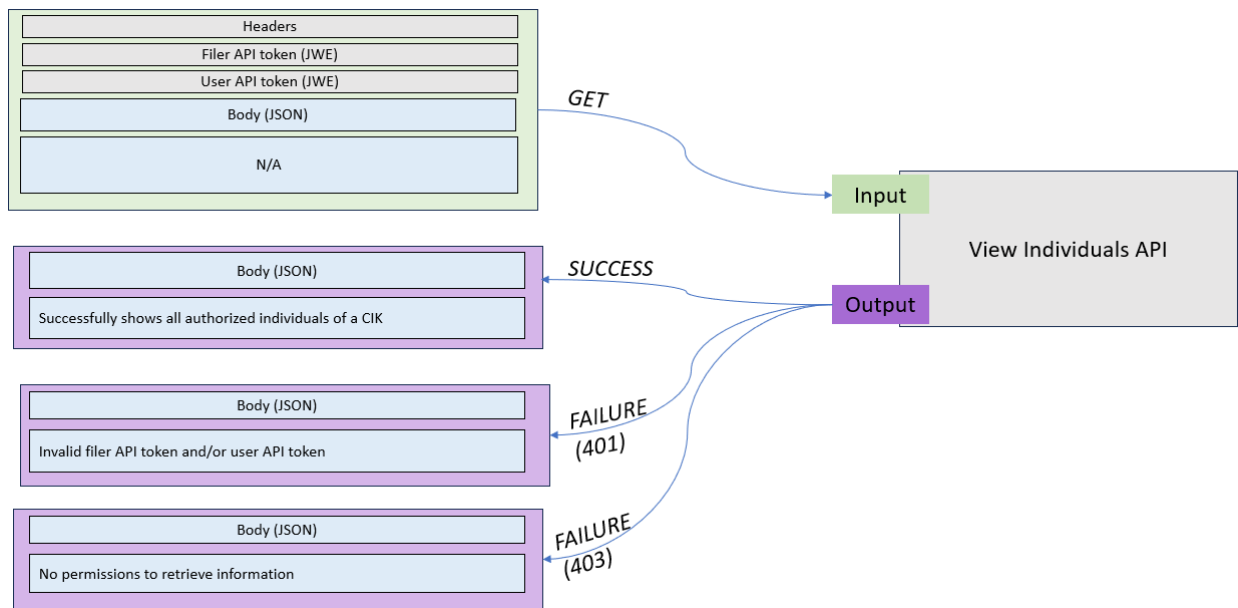 Headers
Filer API token (JWE)
User API token (JWE)
Body (JSON)
N/A
GET
Input
View Individuals API
Output
SUCCESS
Body (JSON)
Successfully shows all authorized individuals of a CIK
FAILURE
(401)
Body (JSON)
Invalid filer API token and/or user API token
FAILURE
(403)
Body (JSON)
No permissions to retrieve information